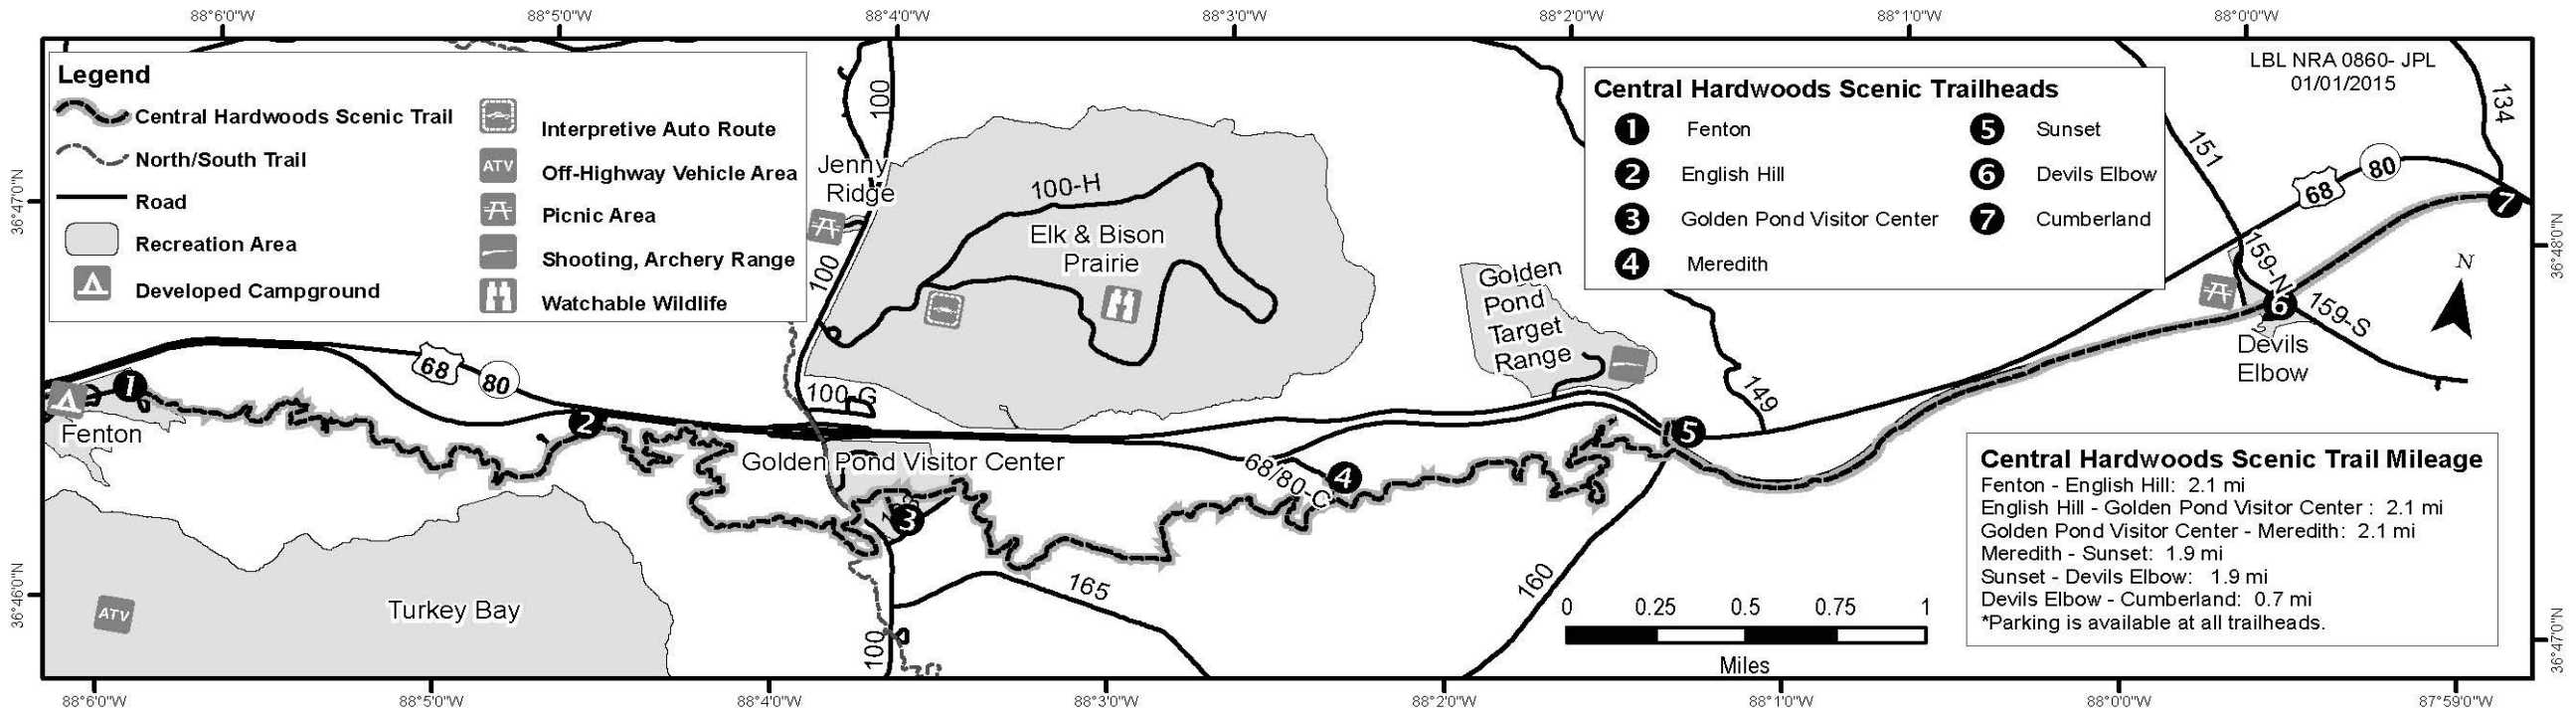 88°6'0"W
88°5'0"W
88°4'0"W
88°3'0"W
88°2'0"W
88°1'0"W
88°0'0"W
36°47'0"N
36°46'0"N
Legend
Central Hardwoods Scenic Trail
North/South Trail
Road
Recreation Area
Developed Campground
Interpretive Auto Route
ATV
Off-Highway Vehicle Area
Picnic Area
Shooting, Archery Range
Watchable Wildlife
100
Jenny
Ridge
100
100-H
Elk & Bison
Prairie
Golden
Pond
Target
Range
Central Hardwoods Scenic Trailheads
1 Fenton
2 English Hill
3 Golden Pond Visitor Center
4 Meredith
5 Sunset
6 Devils Elbow
7 Cumberland
LBL NRA 0860- JPL
01/01/2015
134
151
68
80
7
159-N
6
159-S
Devils
Elbow
N
149
1
Fenton
68
80
2
100-G
Golden Pond Visitor Center
3
68/80-C
4
5
160
165
100
Turkey Bay
ATV
0 0.25 0.5 0.75 1
Miles
Central Hardwoods Scenic Trail Mileage
Fenton - English Hill: 2.1 mi
English Hill - Golden Pond Visitor Center : 2.1 mi
Golden Pond Visitor Center - Meredith: 2.1 mi
Meredith - Sunset: 1.9 mi
Sunset - Devils Elbow: 1.9 mi
Devils Elbow - Cumberland: 0.7 mi
*Parking is available at all trailheads.
36°48'0"N
36°47'0"N
88°6'0"W
88°5'0"W
88°4'0"W
88°3'0"W
88°2'0"W
88°1'0"W
88°0'0"W
87°59'0"W